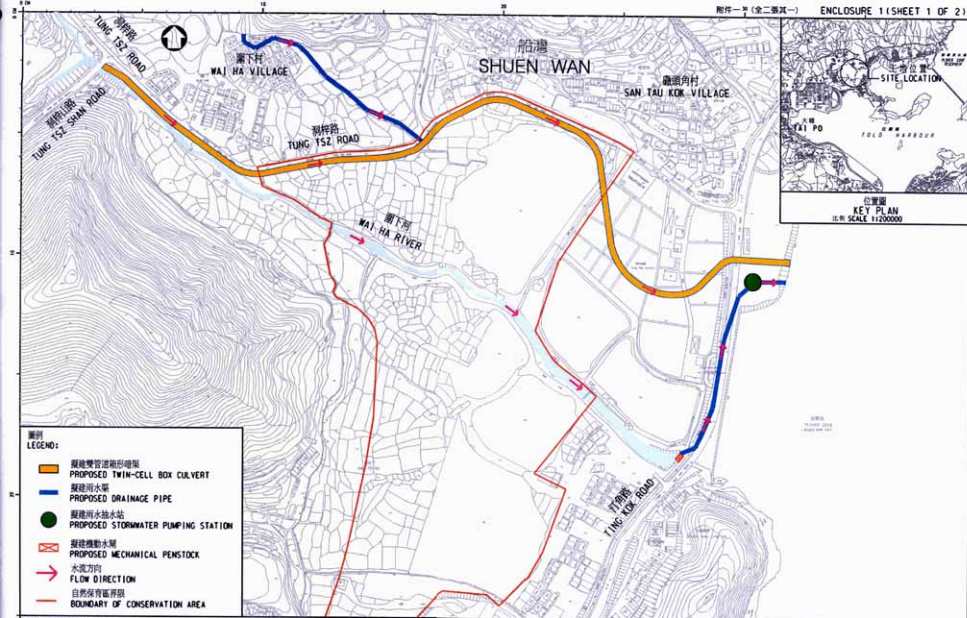 附件一 (全二張其一)
ENCLOSURE 1 (SHEET 1 OF 2)
洞梓路
TUNG TSZ ROAD
洞梓山路
TUNG TSZ SHAN ROAD
圍下村
WAI HA VILLAGE
船灣
SHUEN WAN
SAN TAU KOK VILLAGE
洞梓路
TUNG TSZ ROAD
圍下河
WAI HA RIVER
工地位置
SITE LOCATION
大埔
TAI PO
TOLO HARBOUR
位置圖
KEY PLAN
比例 SCALE 1:200000
汀角路
TING KOK ROAD
圖例
LEGEND:
擬建雙管道箱形暗渠
PROPOSED TWIN-CELL BOX CULVERT
擬建雨水渠
PROPOSED DRAINAGE PIPE
擬建雨水抽水站
PROPOSED STORMWATER PUMPING STATION
擬建機動水閘
PROPOSED MECHANICAL PENSTOCK
水流方向
FLOW DIRECTION
自然保育區界限
BOUNDARY OF CONSERVATION AREA